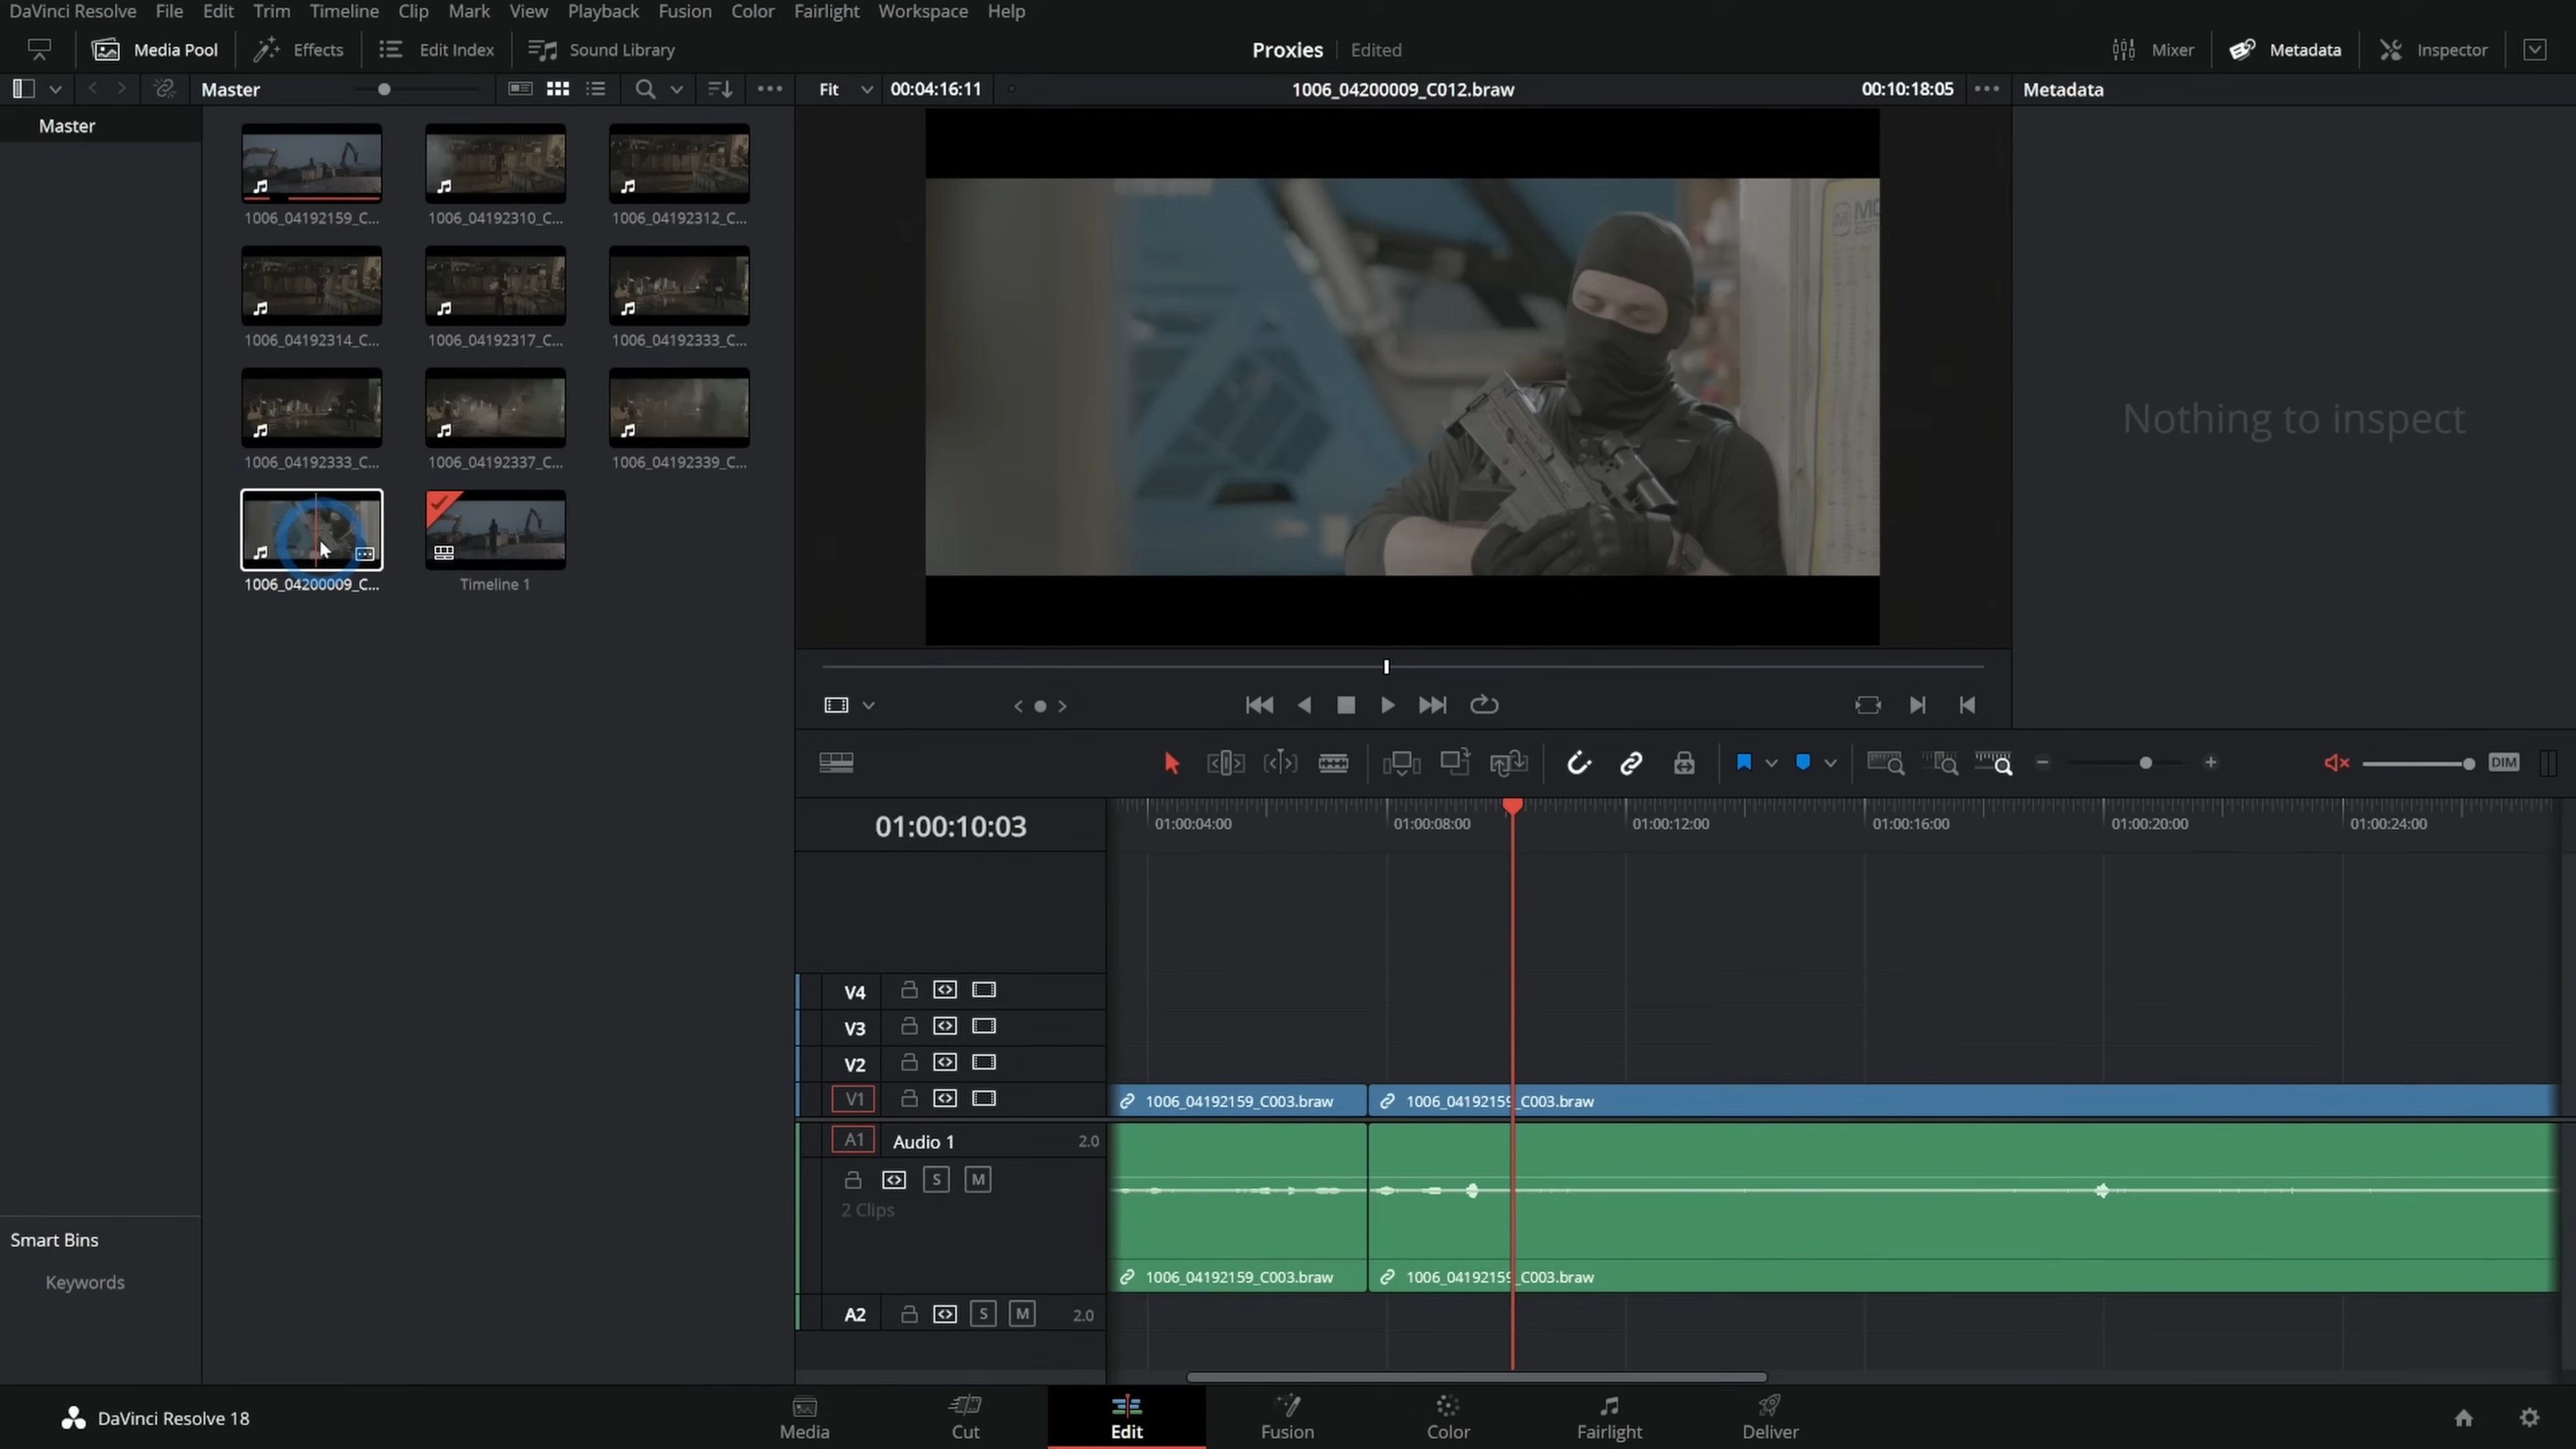 DaVinci Resolve File Edit Trim Timeline Clip Mark View Playback Fusion Color Fairlight Workspace Help
Media Pool Effects Edit Index Sound Library Proxies Edited Mixer Metadata Inspector
Master Fit 00:04:16:11 1006_04200009_C012.braw 00:10:18:05 Metadata
Master
1006_04192159_C... 1006_04192310_C... 1006_04192312_C...
1006_04192314_C... 1006_04192317_C... 1006_04192333_C...
1006_04192333_C... 1006_04192337_C... 1006_04192339_C...
1006_04200009_C... Timeline 1
Nothing to inspect
DIM
01:00:10:03 01:00:04:00 01:00:08:00 01:00:12:00 01:00:16:00 01:00:20:00 01:00:24:00
V4
V3
V2
V1 1006_04192159_C003.braw 1006_04192159_C003.braw
A1 Audio 1 2.0
S M
2 Clips
1006_04192159_C003.braw 1006_04192159_C003.braw
A2 S M 2.0
Smart Bins
Keywords
DaVinci Resolve 18 Media Cut Edit Fusion Color Fairlight Deliver